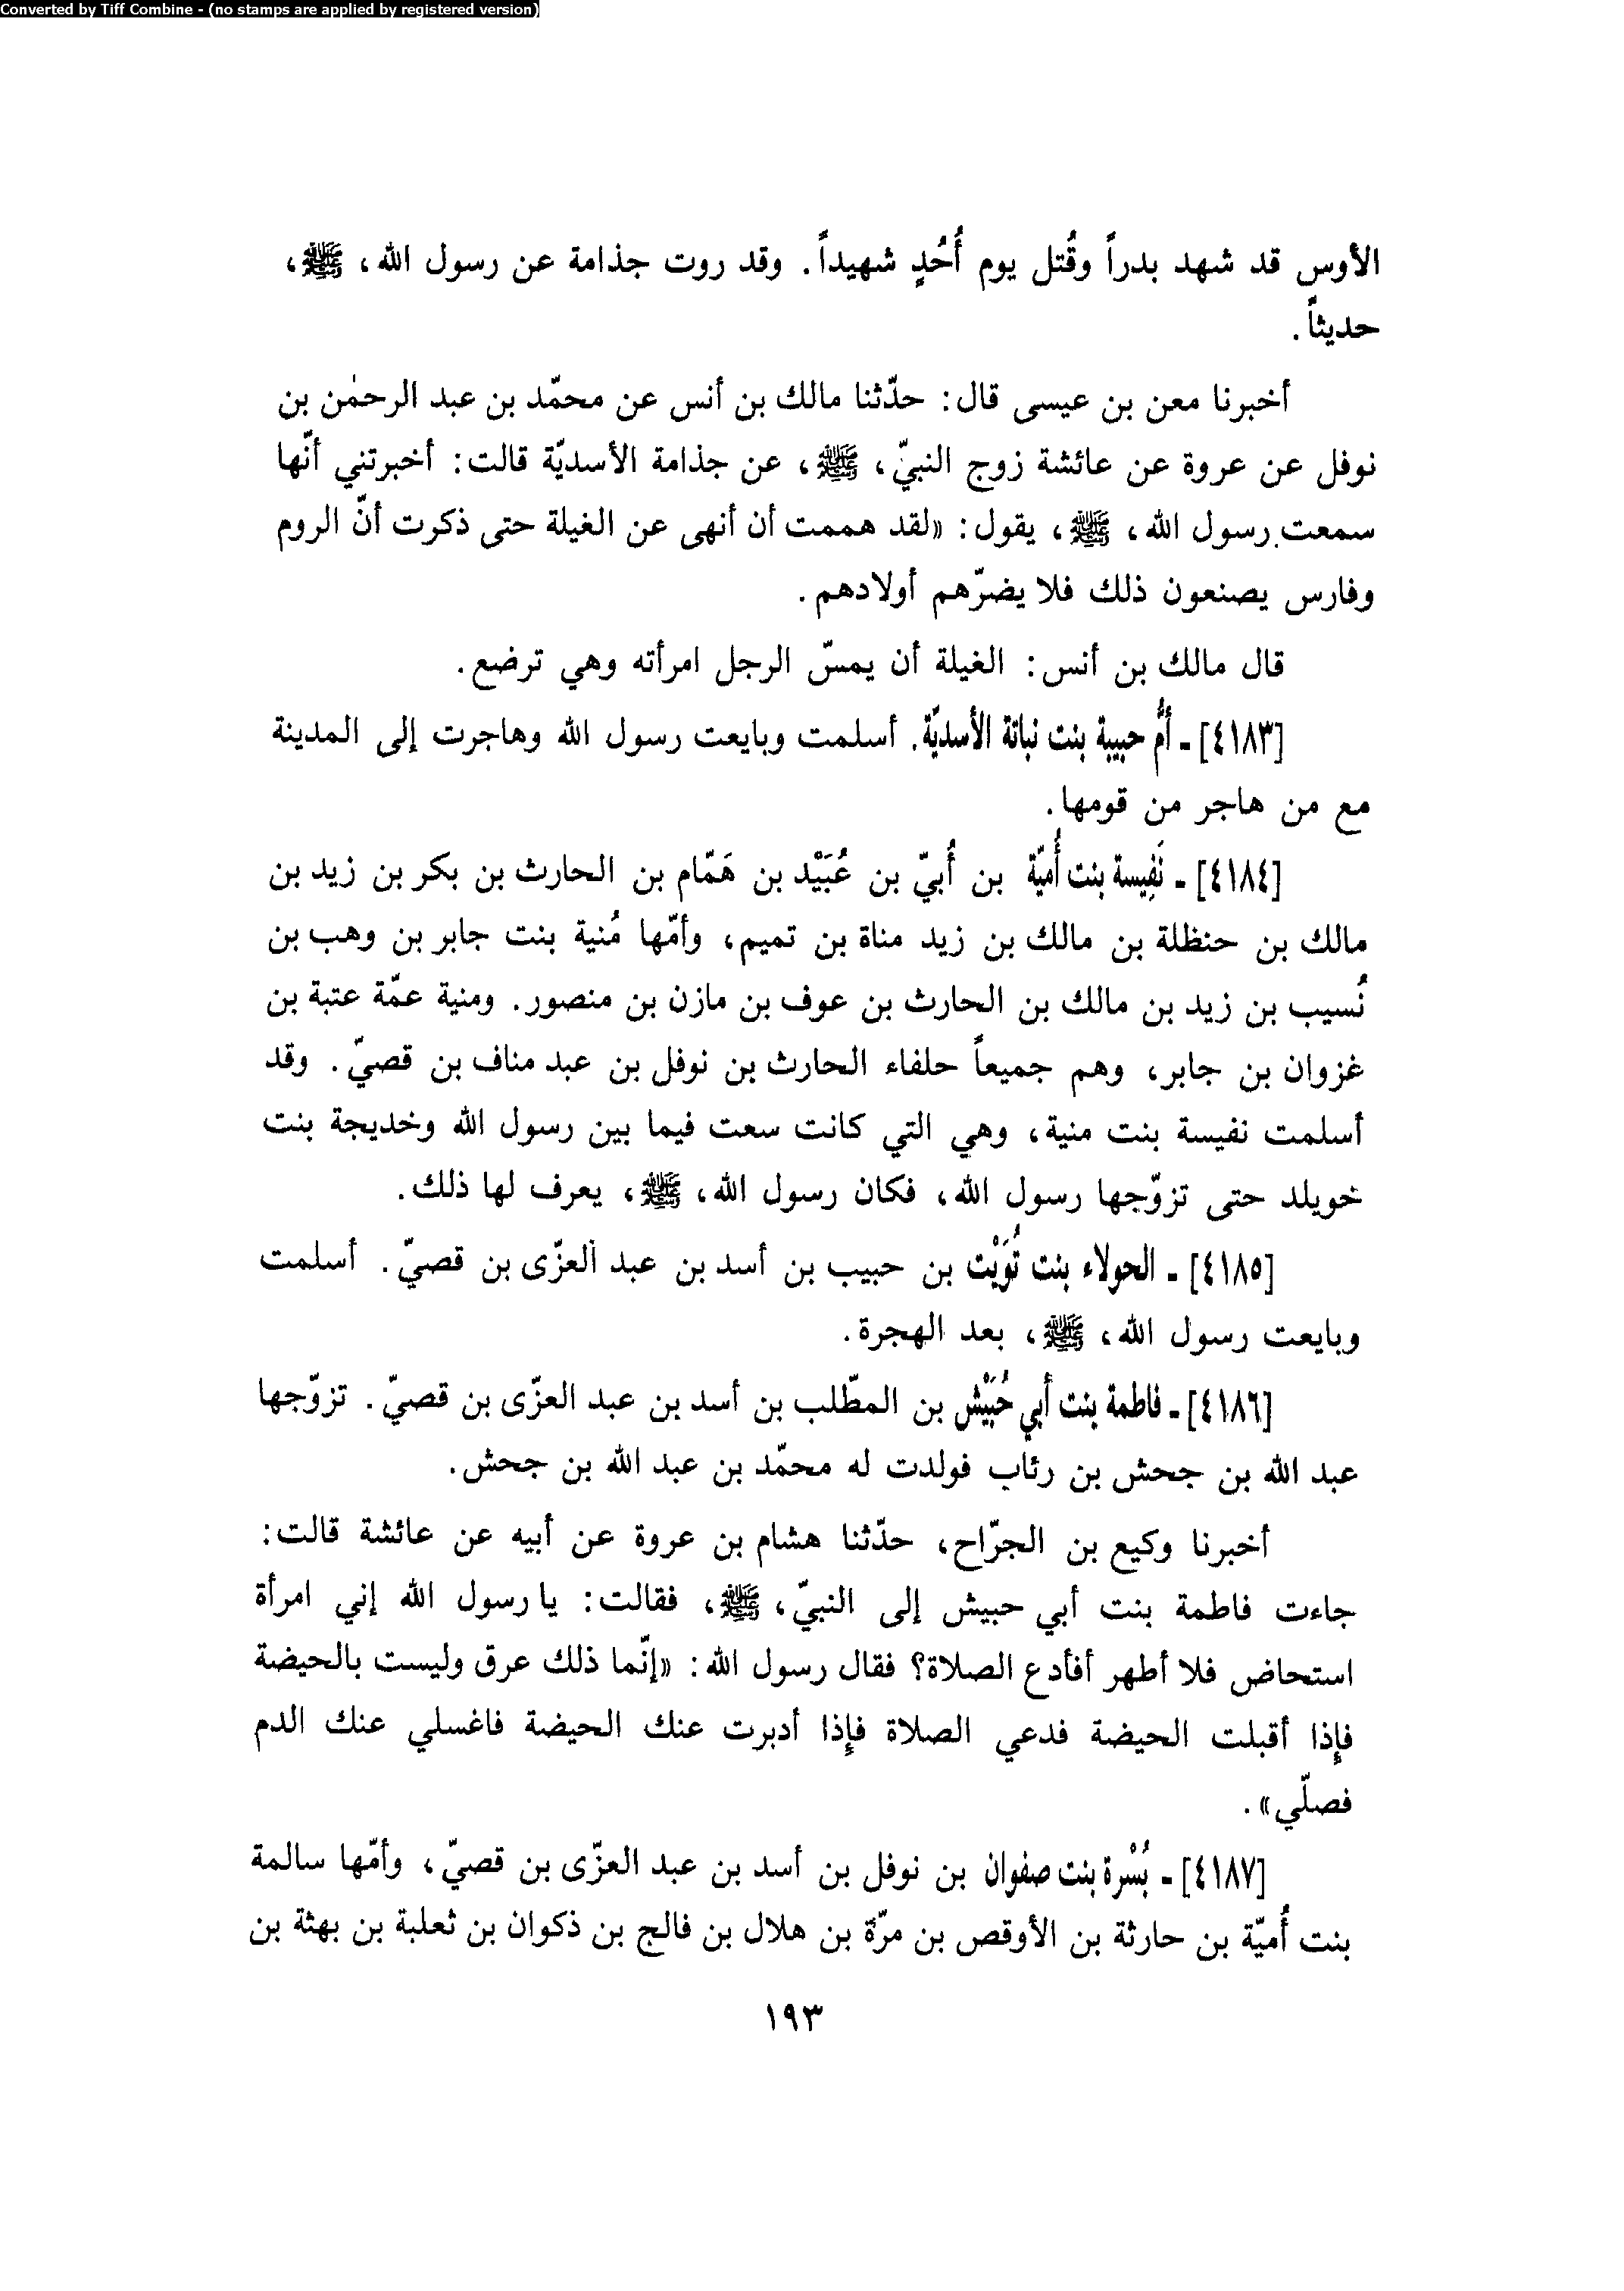 Converted by Tiff Combine - (no stamps are applied by registered version)
الأوس قد شهد بدراً وقُتل يوم أُحُدٍ شهيداً. وقد روت جذامة عن رسول الله، ﷺ،
حديثاً.
أخبرنا معن بن عيسى قال: حدّثنا مالك بن أنس عن محمّد بن عبد الرحمٰن بن
نوفل عن عروة عن عائشة زوج النبيّ، ﷺ، عن جذامة الأسديّة قالت: أخبرتني أنّها
سمعت رسول الله، ﷺ، يقول: «لقد هممت أن أنهى عن الغيلة حتى ذكرت أنّ الروم
وفارس يصنعون ذلك فلا يضرّهم أولادهم.
قال مالك بن أنس: الغيلة أن يمسّ الرجل امرأته وهي ترضع.
[٤١٨٣] ـ أمُّ حبيبة بنت نباتة الأسديّة. أسلمت وبايعت رسول الله وهاجرت إلى المدينة
مع من هاجر من قومها.
[٤١٨٤] ـ نَفِيسة بنت أُميّة بن أُبيّ بن عُبَيْد بن هَمّام بن الحارث بن بكر بن زيد بن
مالك بن حنظلة بن مالك بن زيد مناة بن تميم، وأمّها مُنية بنت جابر بن وهب بن
نُسيب بن زيد بن مالك بن الحارث بن عوف بن مازن بن منصور. ومنية عمّة عتبة بن
غزوان بن جابر، وهم جميعاً حلفاء الحارث بن نوفل بن عبد مناف بن قصيّ. وقد
أسلمت نفيسة بنت منية، وهي التي كانت سعت فيما بين رسول الله وخديجة بنت
خويلد حتى تزوّجها رسول الله، فكان رسول الله، ﷺ، يعرف لها ذلك.
[٤١٨٥] ـ الحولاء بنت تُوَيْت بن حبيب بن أسد بن عبد العزّى بن قصيّ. أسلمت
وبايعت رسول الله، ﷺ، بعد الهجرة.
[٤١٨٦] ـ فاطمة بنت أبي حُبَيْش بن المطّلب بن أسد بن عبد العزّى بن قصيّ. تزوّجها
عبد الله بن جحش بن رئاب فولدت له محمّد بن عبد الله بن جحش.
أخبرنا وكيع بن الجرّاح، حدّثنا هشام بن عروة عن أبيه عن عائشة قالت:
جاءت فاطمة بنت أبي حبيش إلى النبيّ، ﷺ، فقالت: يا رسول الله إني امرأة
استحاض فلا أطهر أفأدع الصلاة؟ فقال رسول الله: «إنّما ذلك عرق وليست بالحيضة
فإذا أقبلت الحيضة فدعي الصلاة فإذا أدبرت عنك الحيضة فاغسلي عنك الدم
فصلّي».
[٤١٨٧] ـ بُسْرة بنت صفوان بن نوفل بن أسد بن عبد العزّى بن قصيّ، وأمّها سالمة
بنت أُميّة بن حارثة بن الأوقص بن مرّة بن هلال بن فالج بن ذكوان بن ثعلبة بن بهثة بن
١٩٣